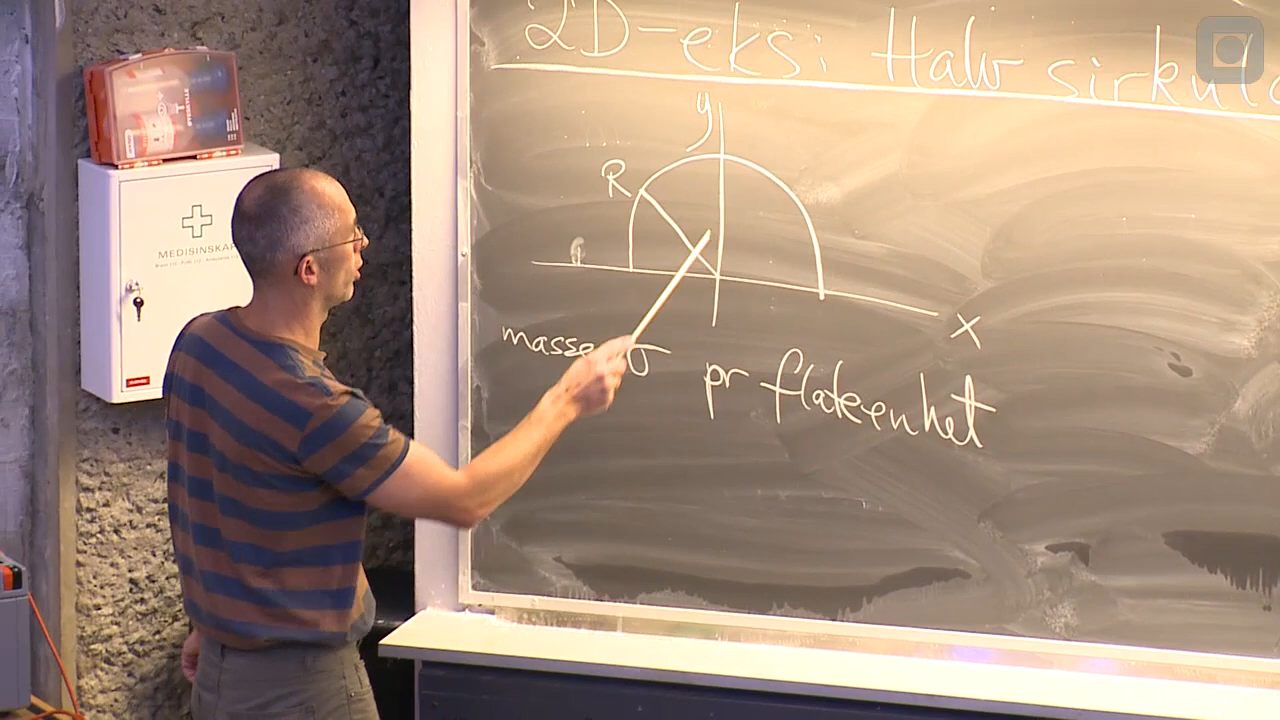 2D-eks: Halv sirkul
y
R
x
masse σ pr flateenhet
MEDISINSKAP